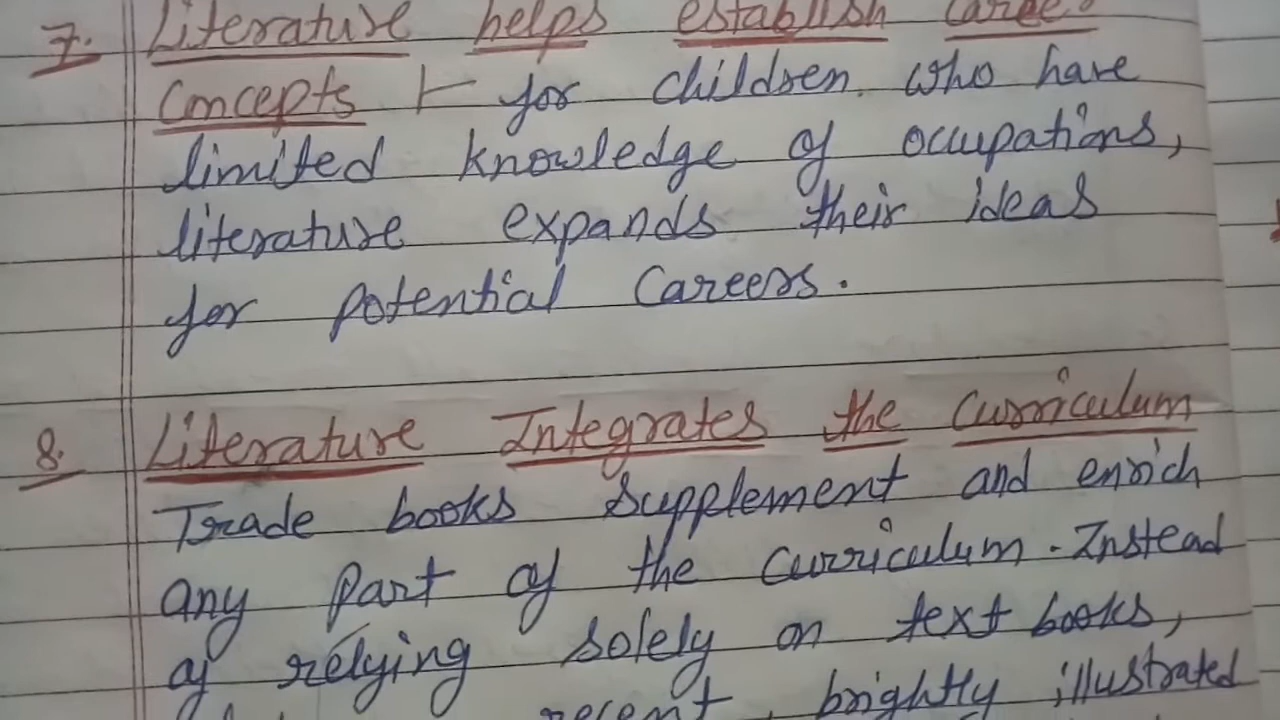 7. Literature helps establish Career
Concepts :- for children who have
limited knowledge of occupations,
literature expands their ideas
for potential Careers.
8. Literature Integrates the Curriculum
Trade books supplement and enrich
any part of the curriculum. Instead
of relying solely on text books,
recent, brightly illustrated